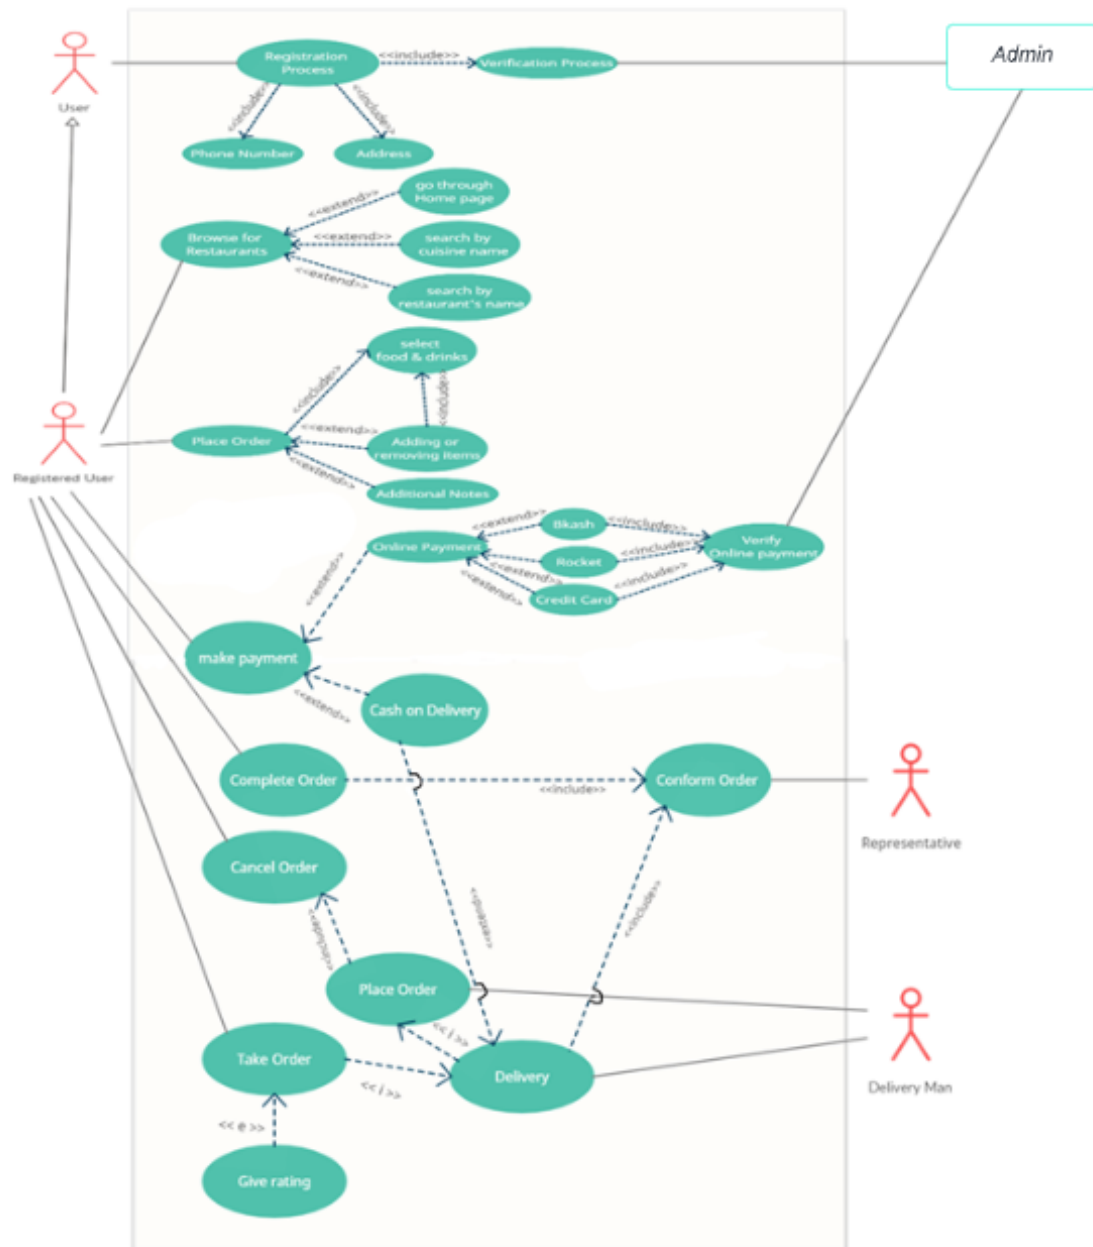 Admin
User
Registration
Process
<<include>>
Verification Process
<<include>>
<<include>>
Phone Number
Address
go through
Home page
<<extend>>
Browse for
Restaurants
<<extend>>
search by
cuisine name
<<extend>>
search by
restaurant's name
select
food & drinks
<<include>>
<<include>>
Registered User
Place Order
<<extend>>
Adding or
removing items
<<extend>>
Additional Notes
<<extend>>
Bkash
<<include>>
Online Payment
Verify
Online payment
Rocket
<<include>>
<<extend>>
<<extend>>
Credit Card
<<include>>
<<extend>>
make payment
<<extend>>
Cash on Delivery
Complete Order
<<include>>
Conform Order
Representative
Cancel Order
<<include>>
<<extend>>
<<include>>
Place Order
<< i >>
Take Order
<< i >>
Delivery
Delivery Man
<< e >>
Give rating